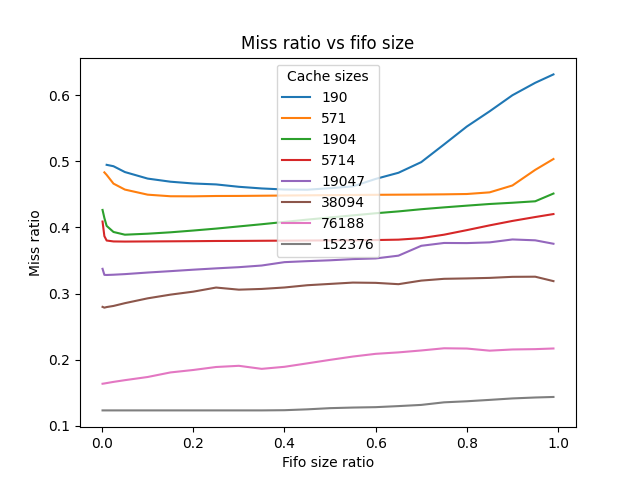 Miss ratio vs fifo size
Cache sizes
190
571
1904
5714
19047
38094
76188
152376
0.6
0.5
0.4
0.3
0.2
0.1
Miss ratio
0.0 0.2 0.4 0.6 0.8 1.0
Fifo size ratio